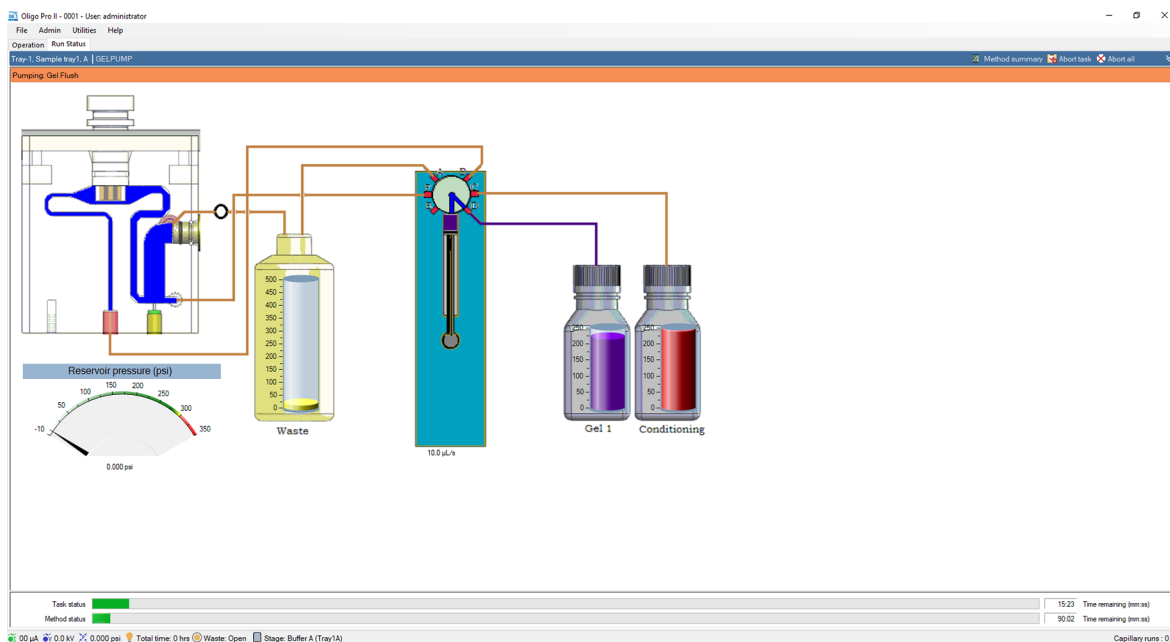 Oligo Pro II - 0001 - User: administrator
File Admin Utilities Help
Operation Run Status
Tray-1, Sample tray1, A | GELPUMP Method summary Abort task Abort all
Pumping: Gel Flush
500
450
400
350
300
250
200
150
100
50
0
Waste
10.0 µL/s
250
200
150
100
50
0
Gel 1
250
200
150
100
50
0
Conditioning
Reservoir pressure (psi)
-10 50 100 150 200 250 300 350
0.000 psi
Task status 15:23 Time remaining (mm:ss)
Method status 90:02 Time remaining (mm:ss)
00 µA 0.0 kV 0.000 psi Total time: 0 hrs Waste: Open Stage: Buffer A (Tray1A) Capillary runs: 0